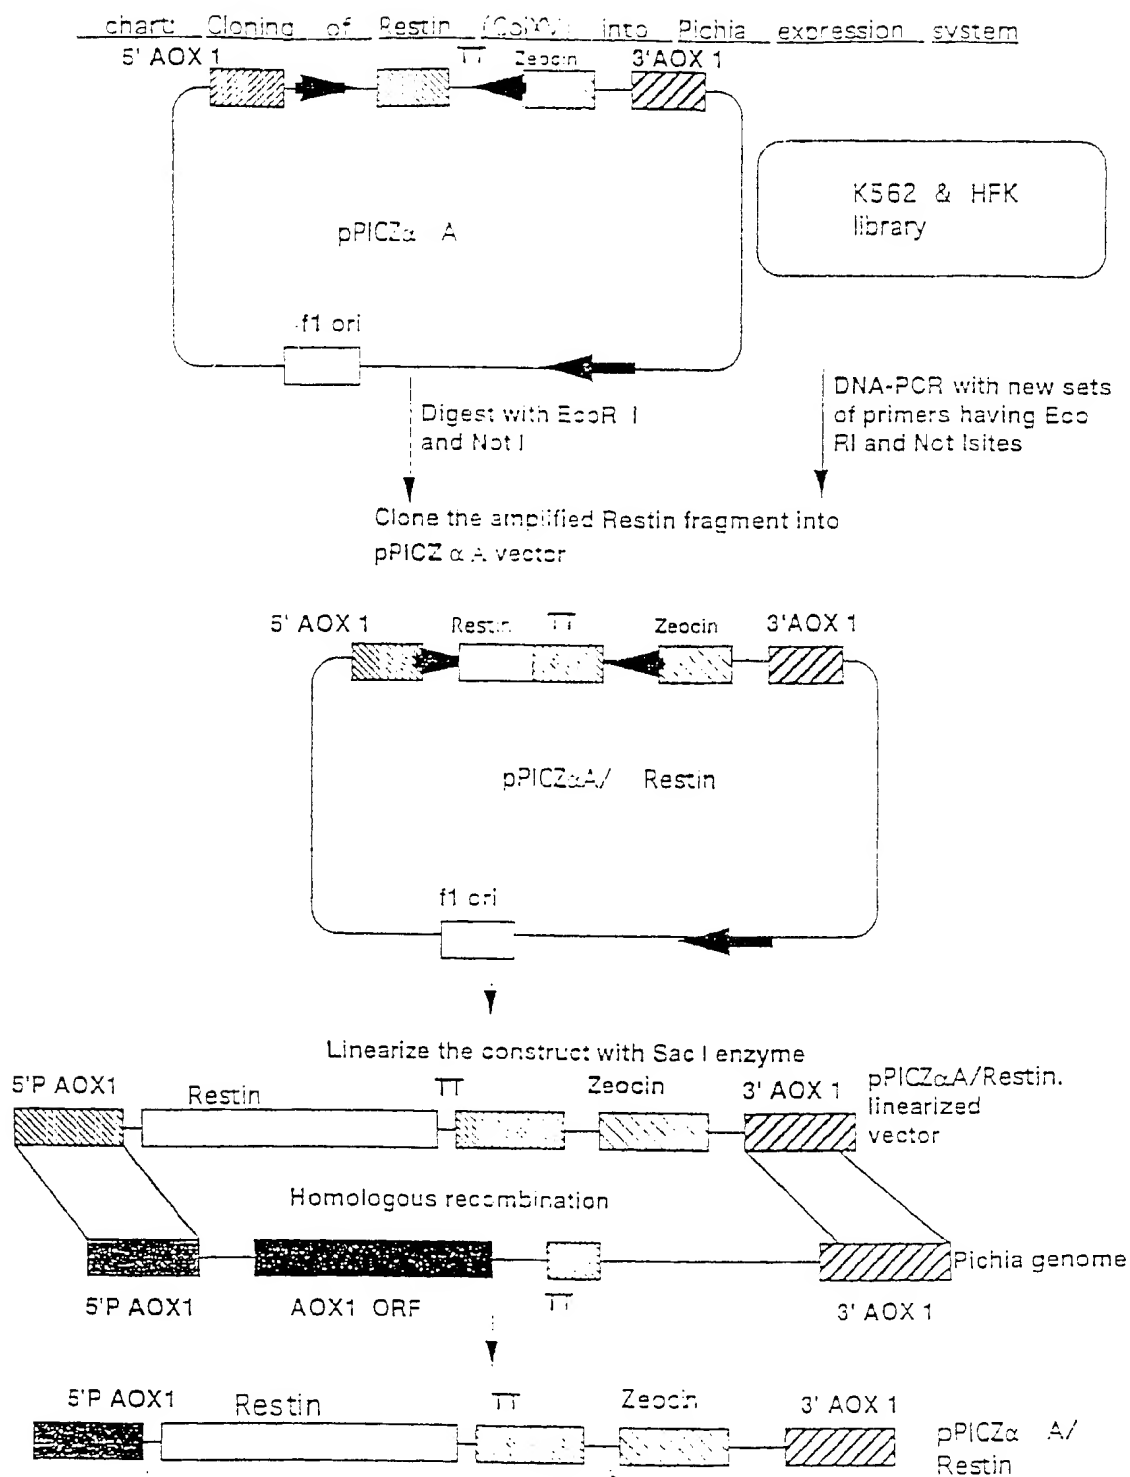 chart: Cloning of Restin into Pichia expression system
5' AOX 1 TT Zeocin 3'AOX 1
K562 & HFK
library
pPICZα A
f1 ori
Digest with EcoR I
and Not I
DNA-PCR with new sets
of primers having Eco
RI and Not Isites
Clone the amplified Restin fragment into
pPICZ α A vector
5' AOX 1 Restin TT Zeocin 3'AOX 1
pPICZαA/ Restin
f1 ori
Linearize the construct with Sac I enzyme
5'P AOX1 Restin TT Zeocin 3' AOX 1
pPICZαA/Restin.
linearized
vector
Homologous recombination
Pichia genome
5'P AOX1 AOX1 ORF TT 3' AOX 1
5'P AOX1 Restin TT Zeocin 3' AOX 1
pPICZα A/
Restin